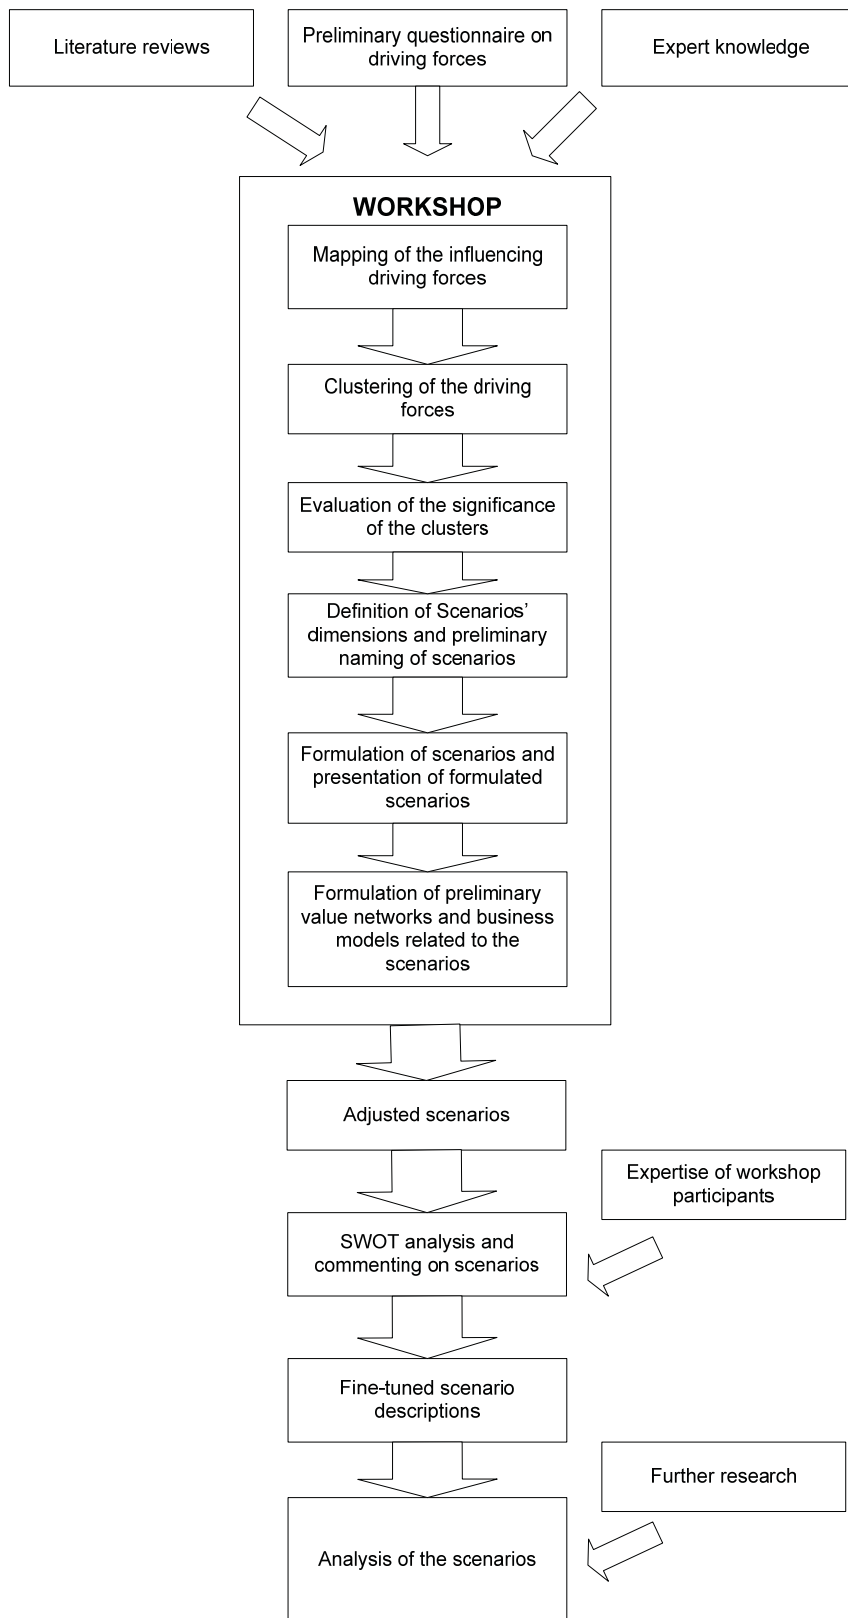 Literature reviews
Preliminary questionnaire on
driving forces
Expert knowledge
WORKSHOP
Mapping of the influencing
driving forces
Clustering of the driving
forces
Evaluation of the significance
of the clusters
Definition of Scenarios’
dimensions and preliminary
naming of scenarios
Formulation of scenarios and
presentation of formulated
scenarios
Formulation of preliminary
value networks and business
models related to the
scenarios
Adjusted scenarios
Expertise of workshop
participants
SWOT analysis and
commenting on scenarios
Fine-tuned scenario
descriptions
Further research
Analysis of the scenarios